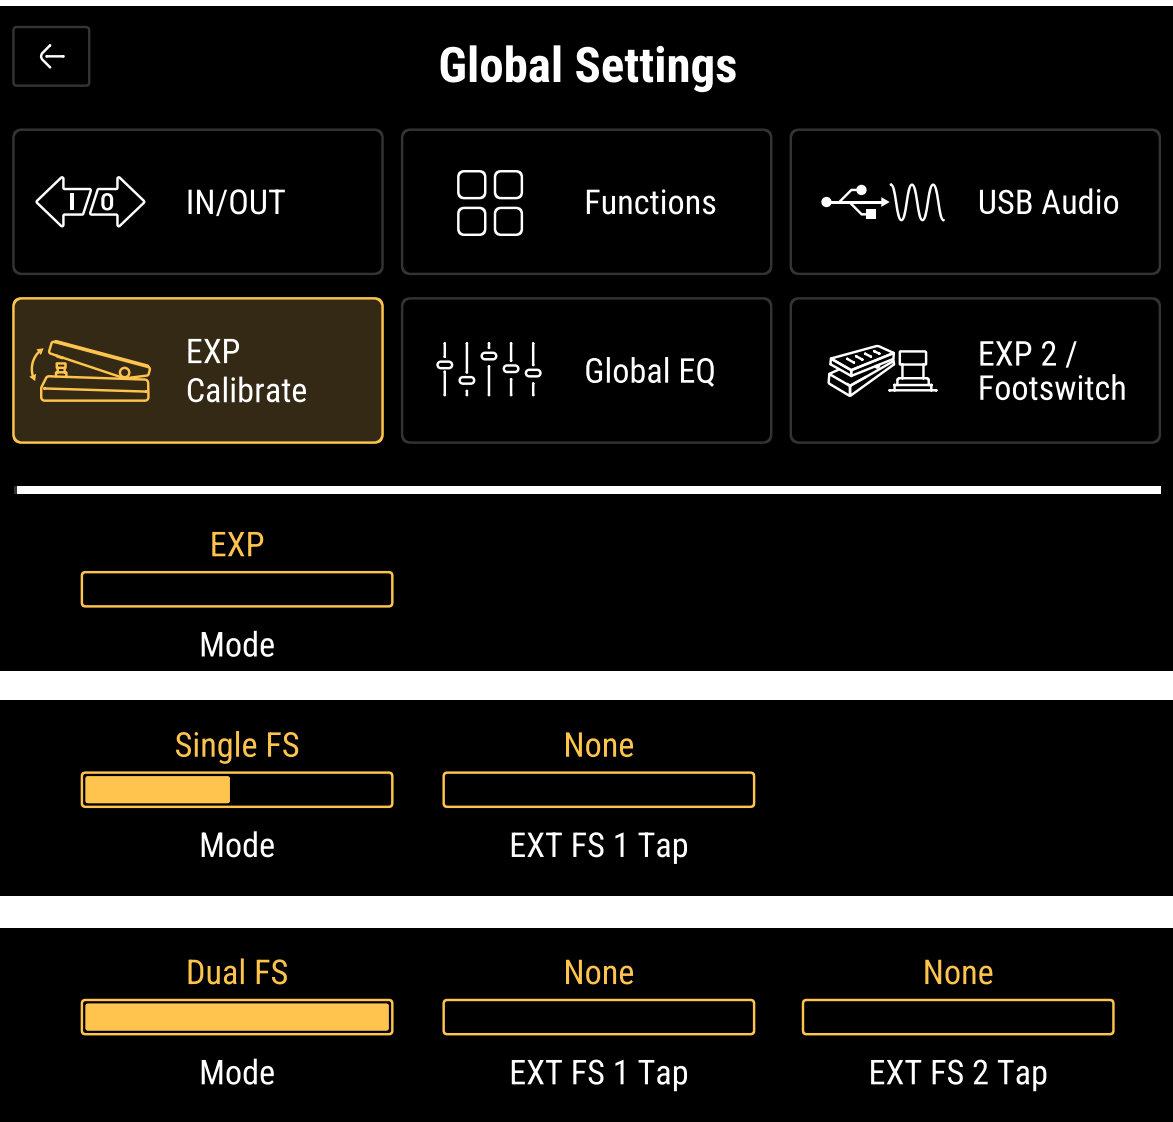 Global Settings
I/O IN/OUT
Functions
USB Audio
EXP
Calibrate
Global EQ
EXP 2 /
Footswitch
EXP
Mode
Single FS
Mode
None
EXT FS 1 Tap
Dual FS
Mode
None
EXT FS 1 Tap
None
EXT FS 2 Tap